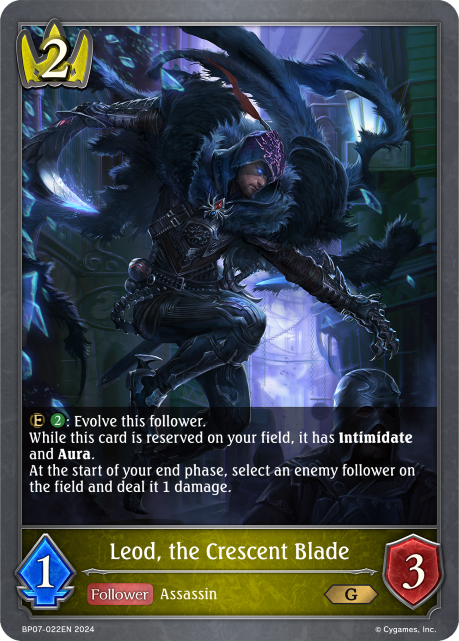 2
E 2: Evolve this follower.
While this card is reserved on your field, it has Intimidate
and Aura.
At the start of your end phase, select an enemy follower on
the field and deal it 1 damage.
Leod, the Crescent Blade
1
Follower Assassin
G
3
BP07-022EN 2024
© Cygames, Inc.